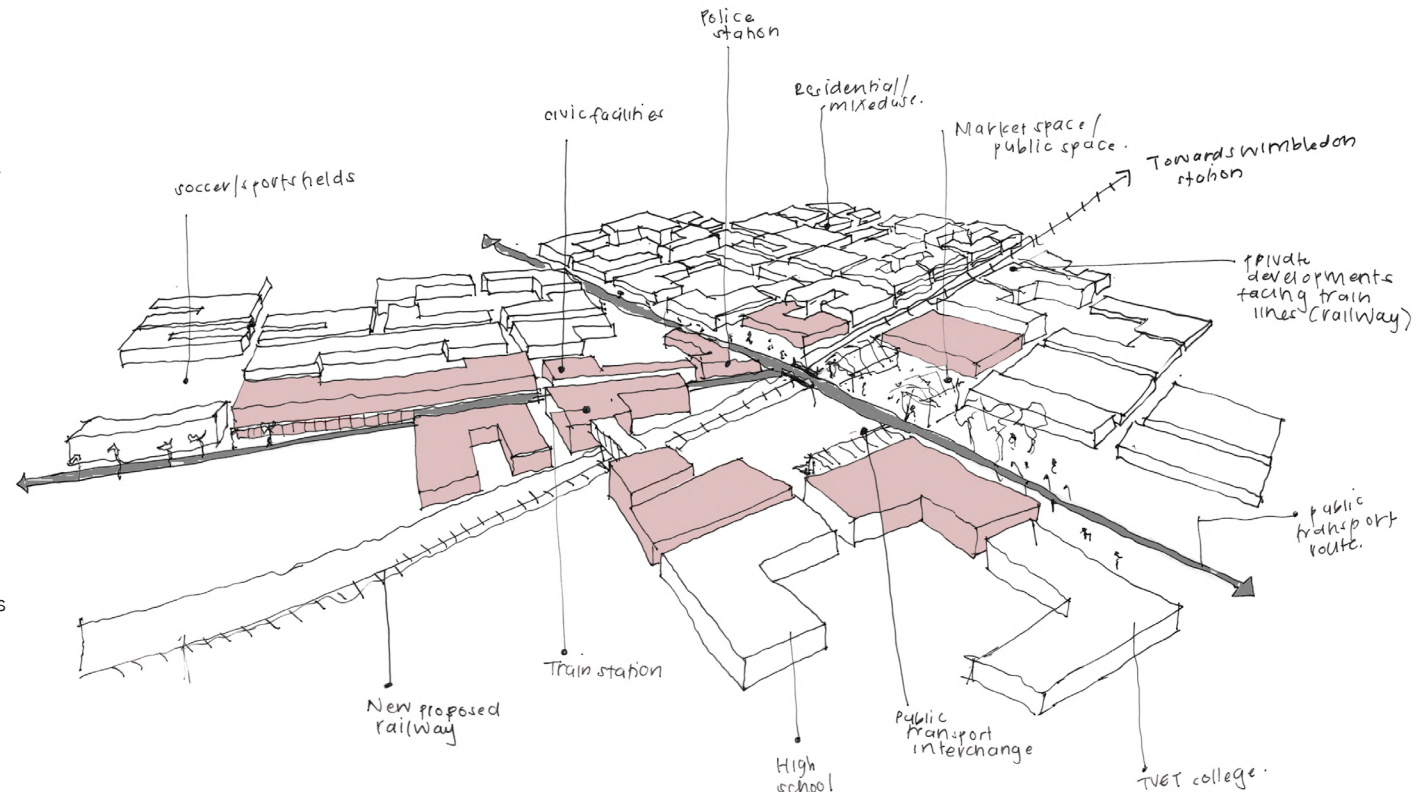 Police
station
civic facilities
Residential/
mixeduse.
Market space/
public space.
Towards wimbledon
station
soccer/sportsfields
private
developments
facing train
lines (railway)
public
transport
route.
s
Train station
New proposed
railway
Public
transport
interchange
High
school
TVET college.